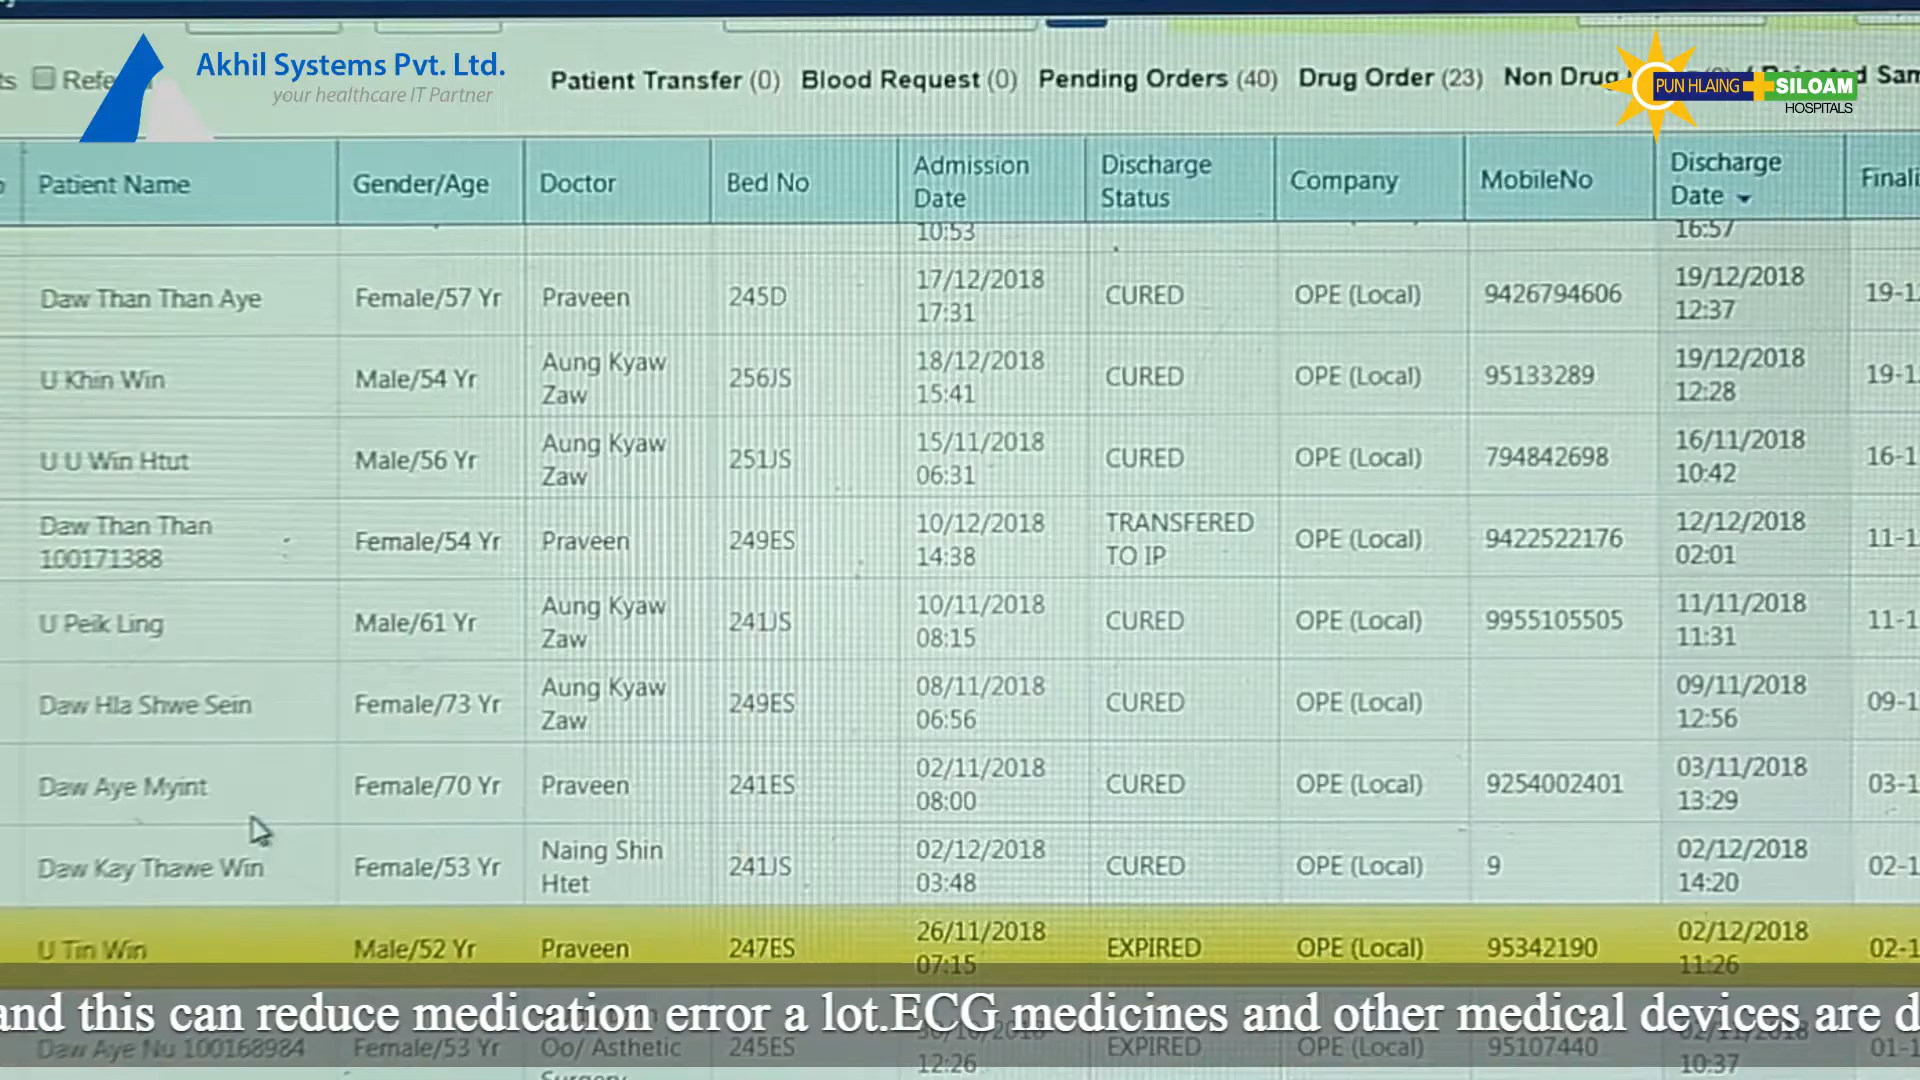 Akhil Systems Pvt. Ltd.
your healthcare IT Partner
Patient Transfer (0) Blood Request (0) Pending Orders (40) Drug Order (23) Non Drug
PUN HLAING SILOAM
HOSPITALS
Patient Name Gender/Age Doctor Bed No Admission Date Discharge Status Company MobileNo Discharge Date
10:53 16:57
Daw Than Than Aye Female/57 Yr Praveen 245D 17/12/2018 17:31 CURED OPE (Local) 9426794606 19/12/2018 12:37
U Khin Win Male/54 Yr Aung Kyaw Zaw 256JS 18/12/2018 15:41 CURED OPE (Local) 95133289 19/12/2018 12:28
U U Win Htut Male/56 Yr Aung Kyaw Zaw 251JS 15/11/2018 06:31 CURED OPE (Local) 794842698 16/11/2018 10:42
Daw Than Than 100171388 Female/54 Yr Praveen 249ES 10/12/2018 14:38 TRANSFERED TO IP OPE (Local) 9422522176 12/12/2018 02:01
U Peik Ling Male/61 Yr Aung Kyaw Zaw 241JS 10/11/2018 08:15 CURED OPE (Local) 9955105505 11/11/2018 11:31
Daw Hla Shwe Sein Female/73 Yr Aung Kyaw Zaw 249ES 08/11/2018 06:56 CURED OPE (Local) 09/11/2018 12:56
Daw Aye Myint Female/70 Yr Praveen 241ES 02/11/2018 08:00 CURED OPE (Local) 9254002401 03/11/2018 13:29
Daw Kay Thawe Win Female/53 Yr Naing Shin Htet 241JS 02/12/2018 03:48 CURED OPE (Local) 9 02/12/2018 14:20
U Tin Win Male/52 Yr Praveen 247ES 26/11/2018 07:15 EXPIRED OPE (Local) 95342190 02/12/2018 11:26
and this can reduce medication error a lot.ECG medicines and other medical devices are d
Daw Aye Nu 100168984 Female/53 Yr Oo/ Asthetic 245ES 12:26 EXPIRED OPE (Local) 95107440 10:37